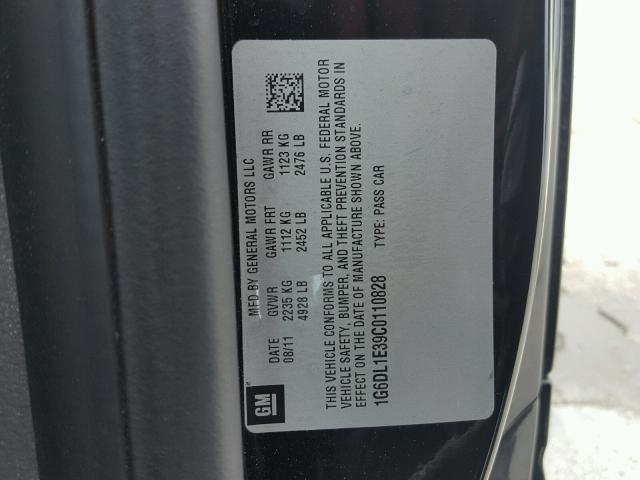 GM
MFD BY GENERAL MOTORS LLC
DATE GVWR GAWR FRT GAWR RR
08/11 2235 KG 1112 KG 1123 KG
4928 LB 2452 LB 2476 LB
THIS VEHICLE CONFORMS TO ALL APPLICABLE U.S. FEDERAL MOTOR
VEHICLE SAFETY, BUMPER, AND THEFT PREVENTION STANDARDS IN
EFFECT ON THE DATE OF MANUFACTURE SHOWN ABOVE.
1G6DL1E39C0110828 TYPE: PASS CAR